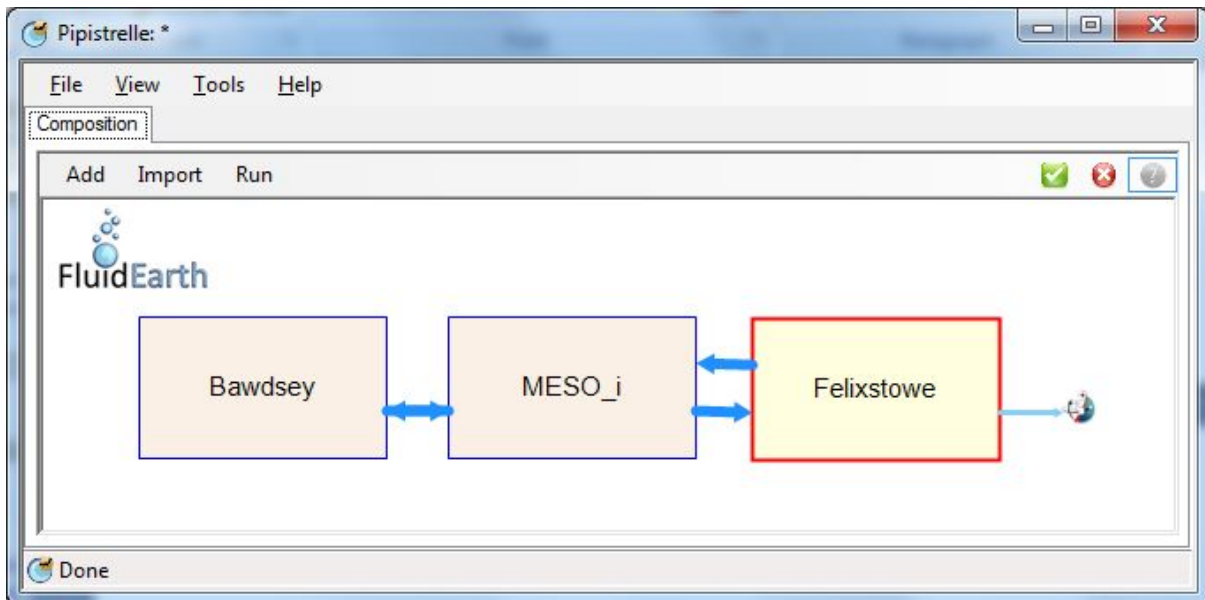 Pipistrelle: *
File View Tools Help
Composition
Add Import Run
FluidEarth
Bawdsey MESO_i Felixstowe
Done